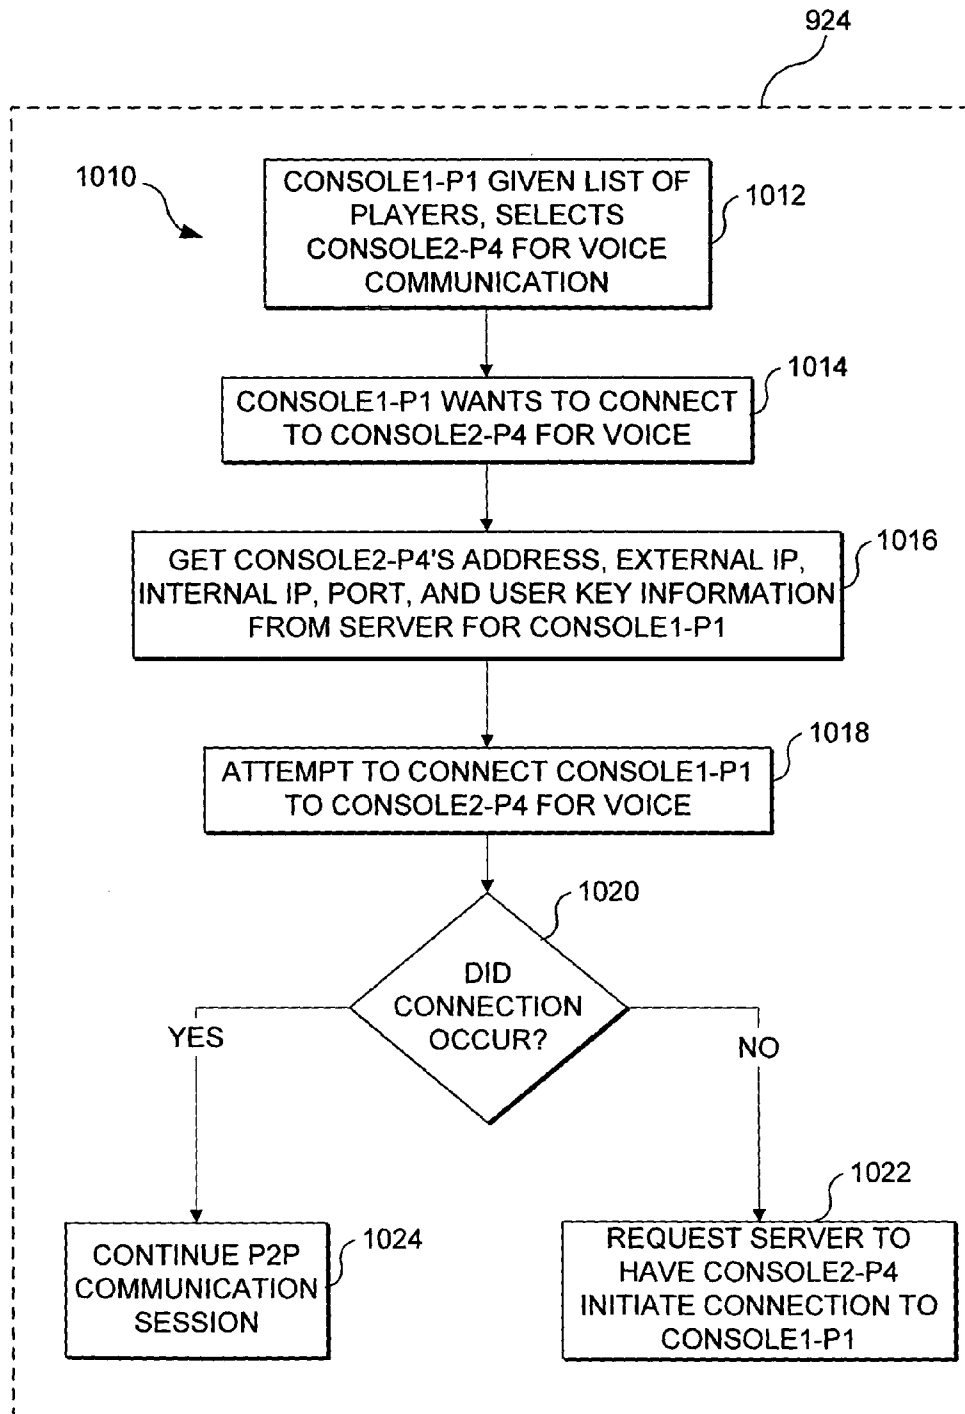 924
1010
CONSOLE1-P1 GIVEN LIST OF
PLAYERS, SELECTS
CONSOLE2-P4 FOR VOICE
COMMUNICATION
1012
1014
CONSOLE1-P1 WANTS TO CONNECT
TO CONSOLE2-P4 FOR VOICE
1016
GET CONSOLE2-P4'S ADDRESS, EXTERNAL IP,
INTERNAL IP, PORT, AND USER KEY INFORMATION
FROM SERVER FOR CONSOLE1-P1
1018
ATTEMPT TO CONNECT CONSOLE1-P1
TO CONSOLE2-P4 FOR VOICE
1020
DID
CONNECTION
OCCUR?
YES
NO
1024
CONTINUE P2P
COMMUNICATION
SESSION
1022
REQUEST SERVER TO
HAVE CONSOLE2-P4
INITIATE CONNECTION TO
CONSOLE1-P1